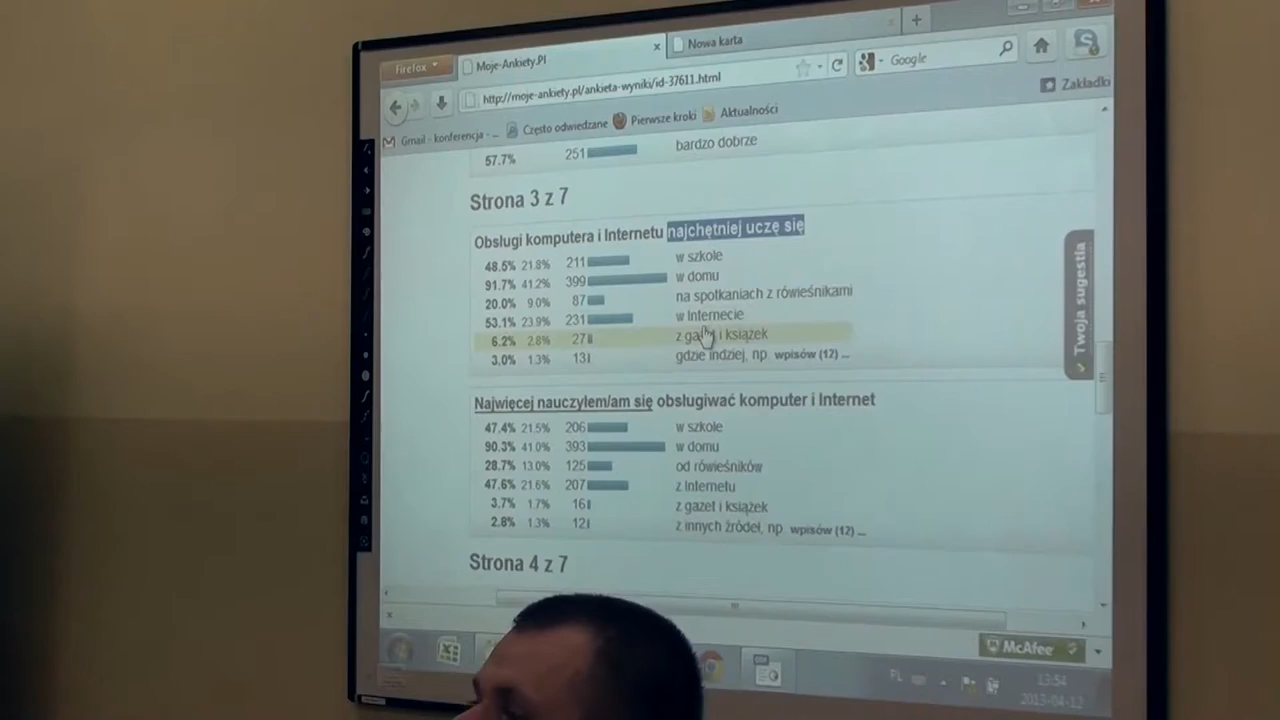 Firefox
Moje-Ankiety.Pl
Nowa karta
http://moje-ankiety.pl/ankieta-wyniki/id-37611.html
Google
Zakładki
Gmail - konferencja - ...
Często odwiedzane
Pierwsze kroki
Aktualności
57.7% 251 bardzo dobrze
Strona 3 z 7
Obsługi komputera i Internetu najchętniej uczę się
48.5% 21.8% 211 w szkole
91.7% 41.2% 399 w domu
20.0% 9.0% 87 na spotkaniach z rówieśnikami
53.1% 23.9% 231 w Internecie
6.2% 2.8% 27 z gazet i książek
3.0% 1.3% 13 gdzie indziej, np. wpisów (12) ...
Najwięcej nauczyłem/am się obsługiwać komputer i Internet
47.4% 21.5% 206 w szkole
90.3% 41.0% 393 w domu
28.7% 13.0% 125 od rówieśników
47.6% 21.6% 207 z Internetu
3.7% 1.7% 16 z gazet i książek
2.8% 1.3% 12 z innych źródeł, np. wpisów (12) ...
Strona 4 z 7
Twoja sugestia
McAfee
PL
13:54
2013-04-12